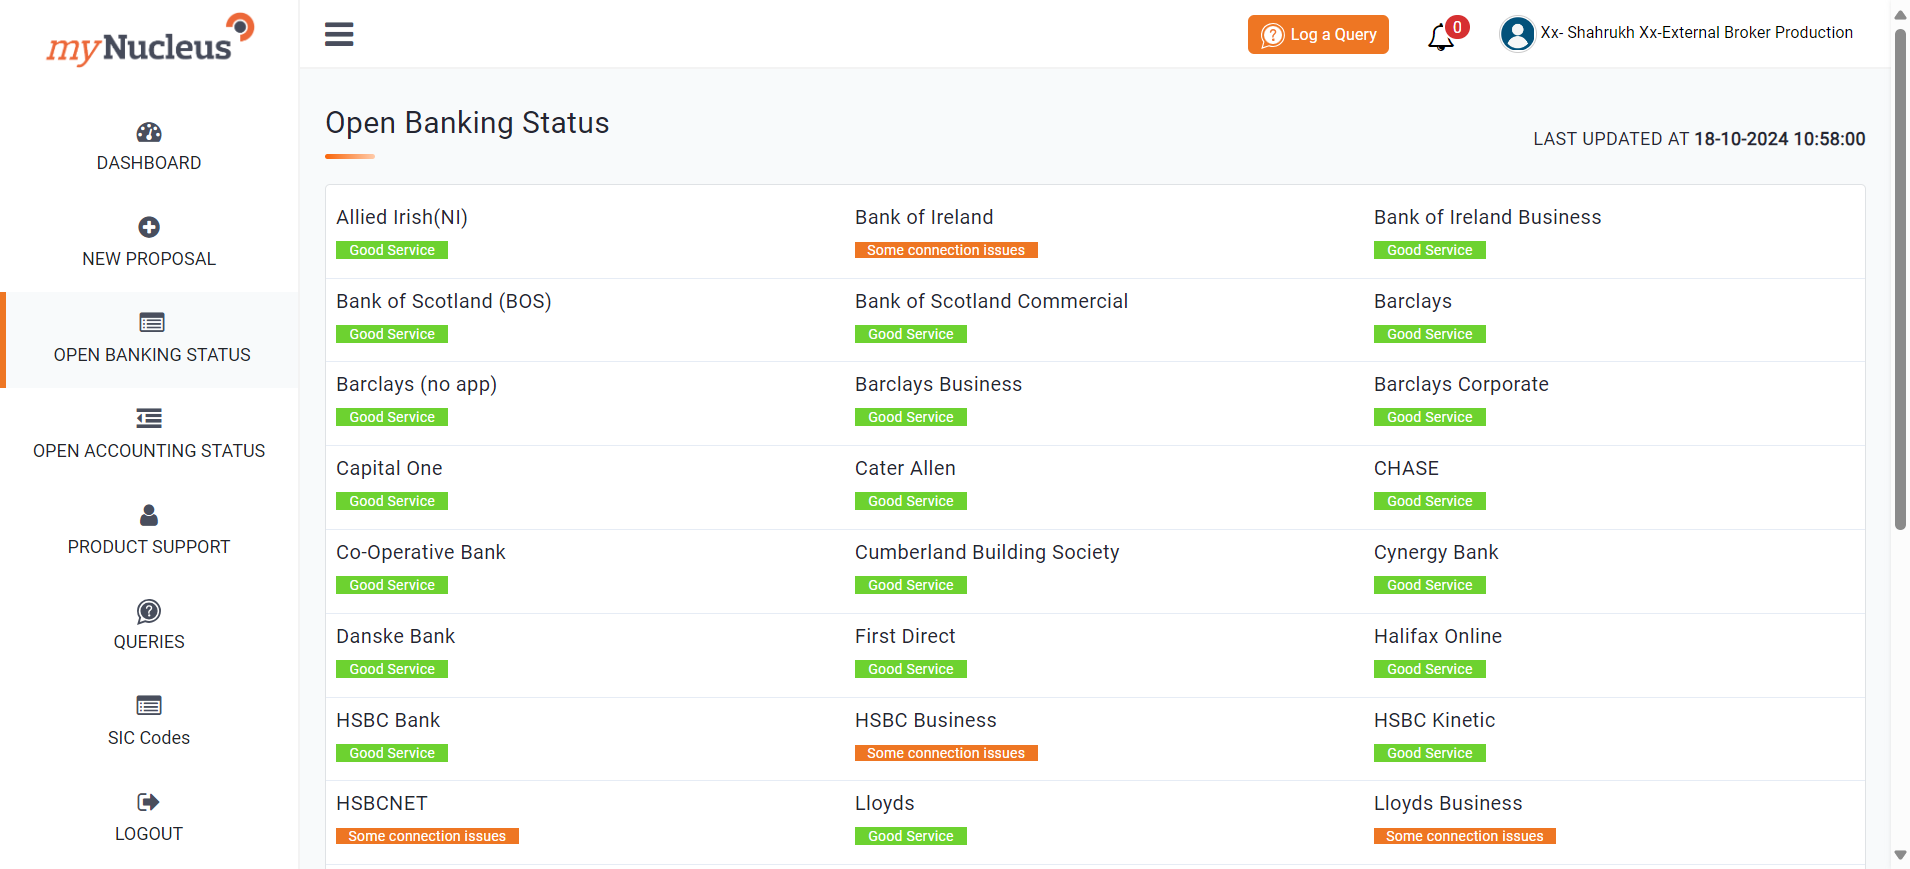 myNucleus
Log a Query
0
Xx- Shahrukh Xx-External Broker Production
DASHBOARD
NEW PROPOSAL
OPEN BANKING STATUS
OPEN ACCOUNTING STATUS
PRODUCT SUPPORT
QUERIES
SIC Codes
LOGOUT
Open Banking Status
LAST UPDATED AT 18-10-2024 10:58:00
Allied Irish(NI)
Good Service
Bank of Ireland
Some connection issues
Bank of Ireland Business
Good Service
Bank of Scotland (BOS)
Good Service
Bank of Scotland Commercial
Good Service
Barclays
Good Service
Barclays (no app)
Good Service
Barclays Business
Good Service
Barclays Corporate
Good Service
Capital One
Good Service
Cater Allen
Good Service
CHASE
Good Service
Co-Operative Bank
Good Service
Cumberland Building Society
Good Service
Cynergy Bank
Good Service
Danske Bank
Good Service
First Direct
Good Service
Halifax Online
Good Service
HSBC Bank
Good Service
HSBC Business
Some connection issues
HSBC Kinetic
Good Service
HSBCNET
Some connection issues
Lloyds
Good Service
Lloyds Business
Some connection issues